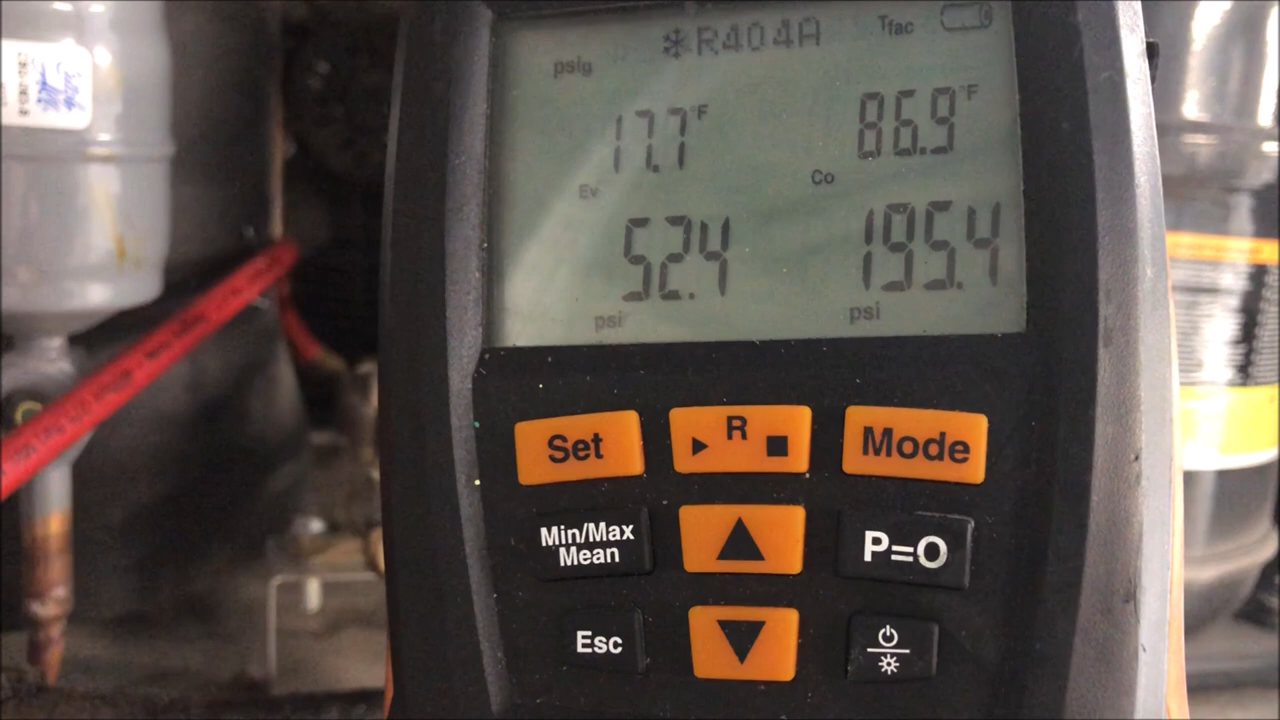 *R404A
Tfac
psig
17.7°F
86.9°F
Ev
Co
52.4
195.4
psi
psi
Set
R
Mode
Min/Max
Mean
P=O
Esc